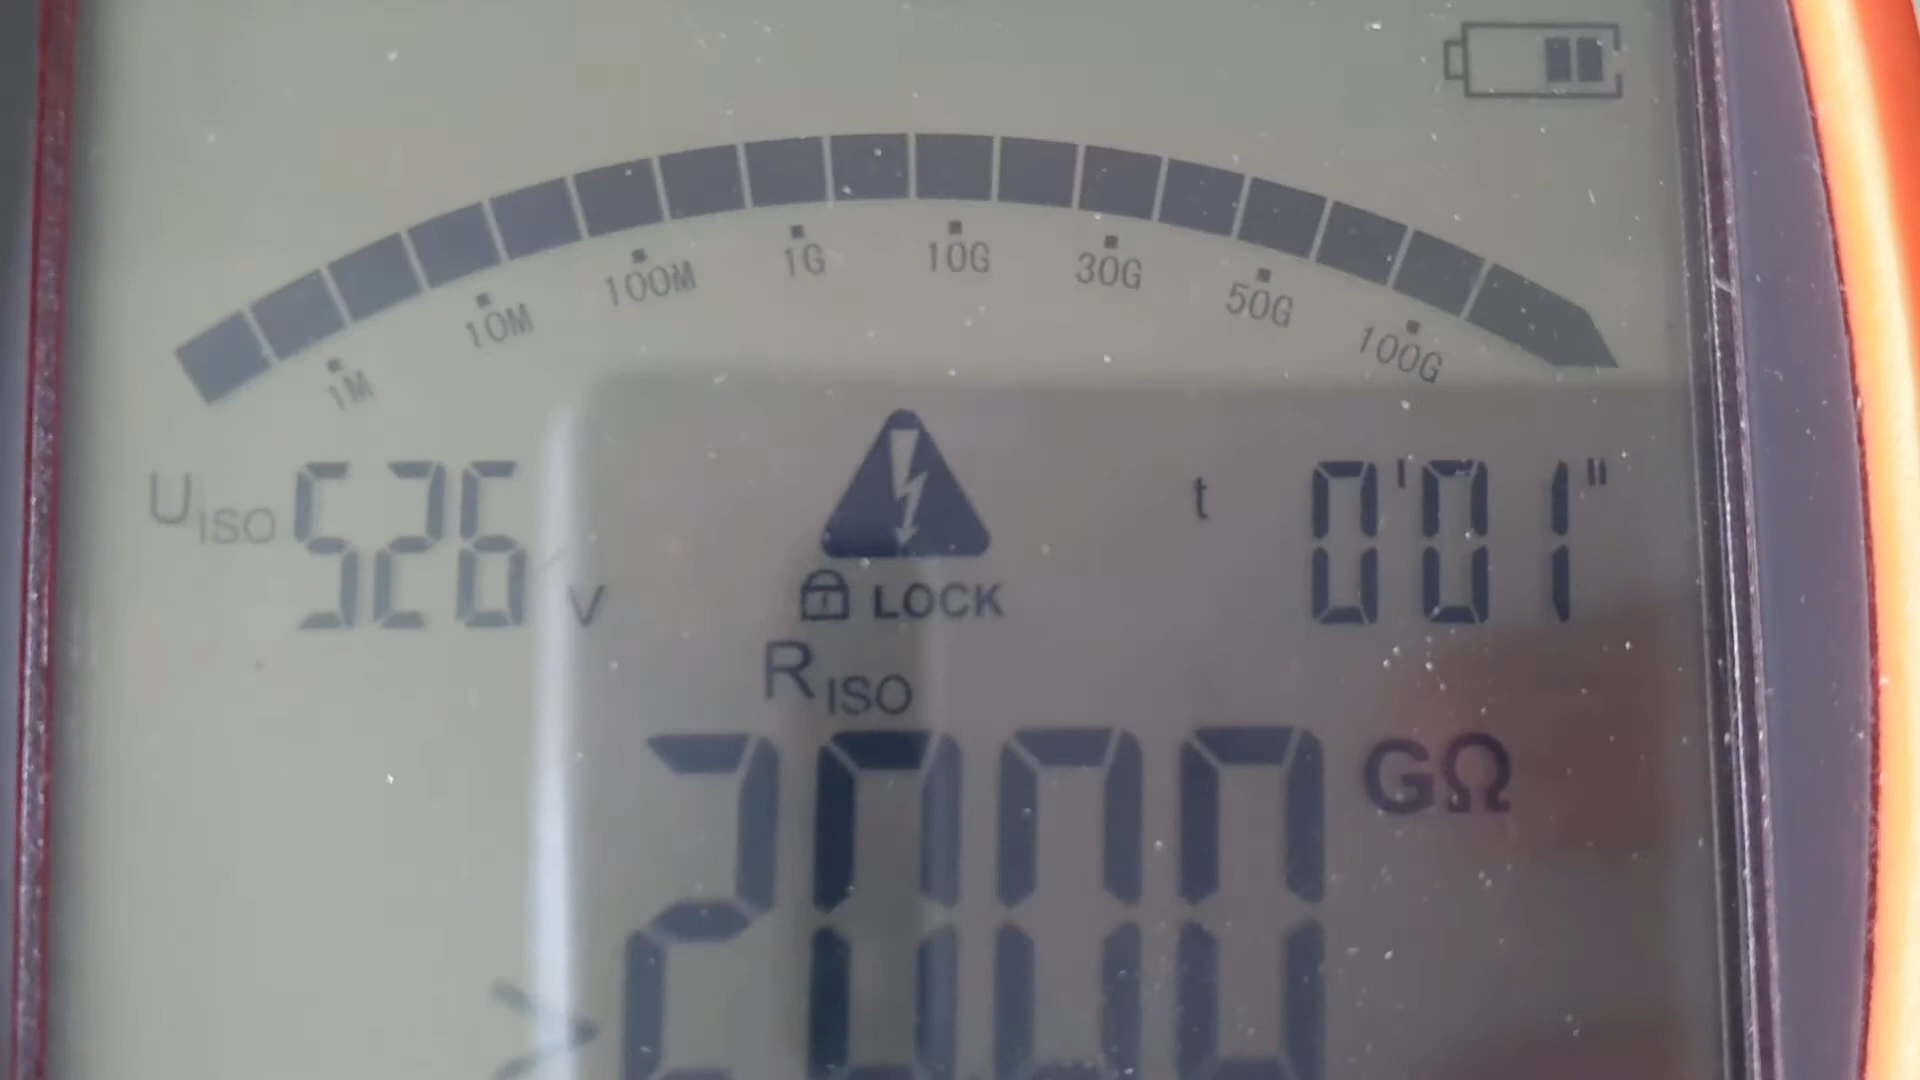 1M 10M 100M 1G 10G 30G 50G 100G
UISO 526 V
t 0'01"
LOCK
RISO
>2000 GΩ